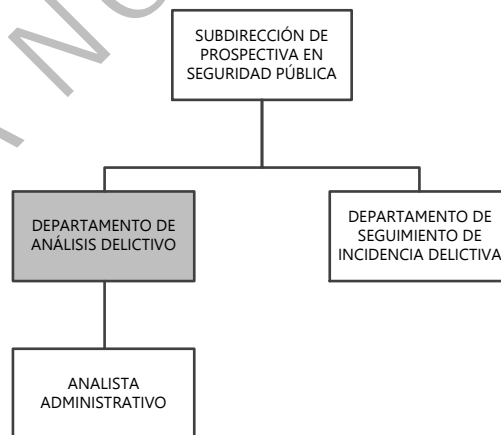 SUBDIRECCIÓN DE
PROSPECTIVA EN
SEGURIDAD PÚBLICA
DEPARTAMENTO DE
ANÁLISIS DELICTIVO
DEPARTAMENTO DE
SEGUIMIENTO DE
INCIDENCIA DELICTIVA
ANALISTA
ADMINISTRATIVO